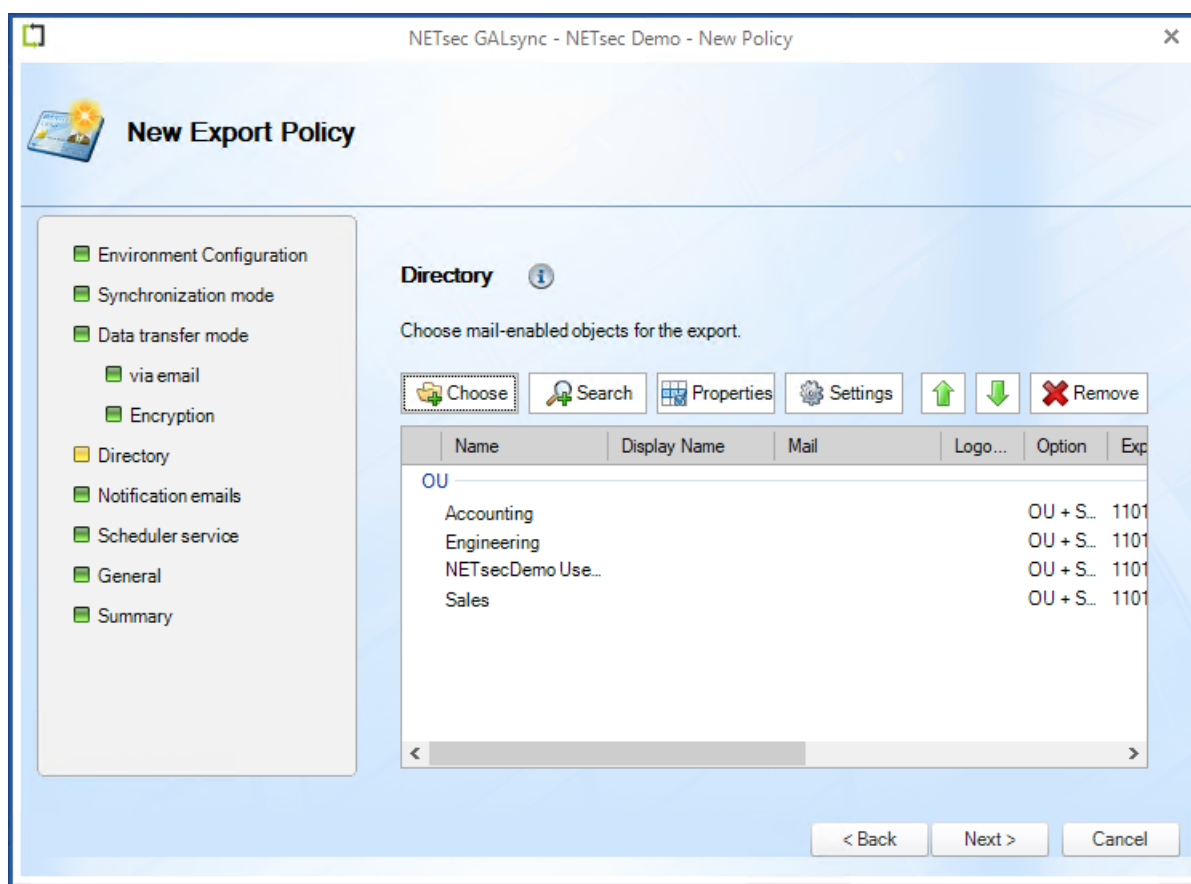 NETsec GALsync - NETsec Demo - New Policy
New Export Policy
Environment Configuration
Synchronization mode
Data transfer mode
via email
Encryption
Directory
Notification emails
Scheduler service
General
Summary
Directory
Choose mail-enabled objects for the export.
Choose Search Properties Settings Remove
Name Display Name Mail Logo... Option Exp
OU
Accounting OU + S... 1101
Engineering OU + S... 1101
NETsecDemo Use... OU + S... 1101
Sales OU + S... 1101
< Back Next > Cancel